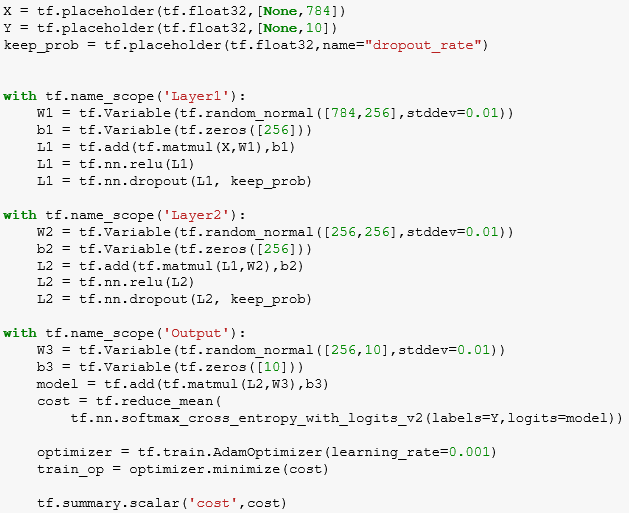 X = tf.placeholder(tf.float32,[None,784])
Y = tf.placeholder(tf.float32,[None,10])
keep_prob = tf.placeholder(tf.float32,name="dropout_rate")
with tf.name_scope('Layer1'):
    W1 = tf.Variable(tf.random_normal([784,256],stddev=0.01))
    b1 = tf.Variable(tf.zeros([256]))
    L1 = tf.add(tf.matmul(X,W1),b1)
    L1 = tf.nn.relu(L1)
    L1 = tf.nn.dropout(L1, keep_prob)
with tf.name_scope('Layer2'):
    W2 = tf.Variable(tf.random_normal([256,256],stddev=0.01))
    b2 = tf.Variable(tf.zeros([256]))
    L2 = tf.add(tf.matmul(L1,W2),b2)
    L2 = tf.nn.relu(L2)
    L2 = tf.nn.dropout(L2, keep_prob)
with tf.name_scope('Output'):
    W3 = tf.Variable(tf.random_normal([256,10],stddev=0.01))
    b3 = tf.Variable(tf.zeros([10]))
    model = tf.add(tf.matmul(L2,W3),b3)
    cost = tf.reduce_mean(
        tf.nn.softmax_cross_entropy_with_logits_v2(labels=Y,logits=model))
    optimizer = tf.train.AdamOptimizer(learning_rate=0.001)
    train_op = optimizer.minimize(cost)
    tf.summary.scalar('cost',cost)